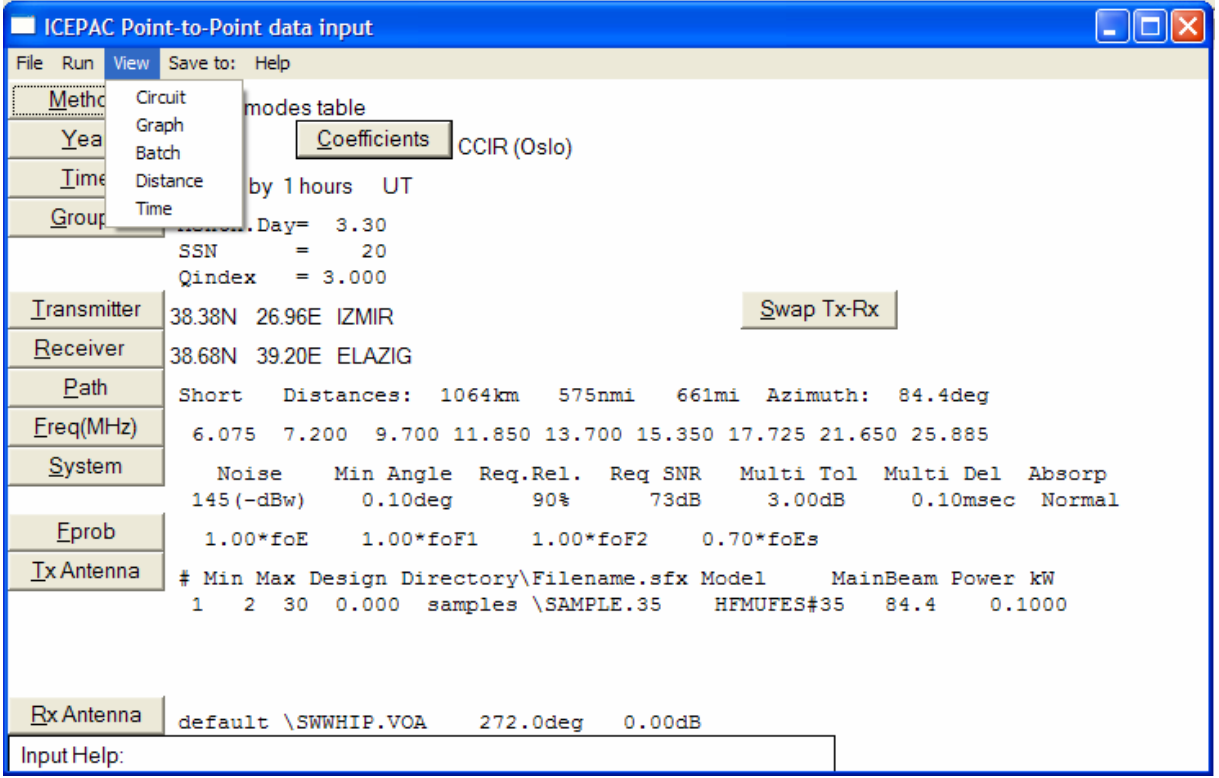 ICEPAC Point-to-Point data input
File Run View Save to: Help
Circuit
Graph
Batch
Distance
Time
modes table
Coefficients CCIR (Oslo)
by 1 hours UT
.Day= 3.30
SSN = 20
Qindex = 3.000
Transmitter 38.38N 26.96E IZMIR Swap Tx-Rx
Receiver 38.68N 39.20E ELAZIG
Path Short Distances: 1064km 575nmi 661mi Azimuth: 84.4deg
Freq(MHz) 6.075 7.200 9.700 11.850 13.700 15.350 17.725 21.650 25.885
System Noise Min Angle Req.Rel. Req SNR Multi Tol Multi Del Absorp
145(-dBw) 0.10deg 90% 73dB 3.00dB 0.10msec Normal
Fprob 1.00*foE 1.00*foF1 1.00*foF2 0.70*foEs
Tx Antenna # Min Max Design Directory\Filename.sfx Model MainBeam Power kW
1 2 30 0.000 samples \SAMPLE.35 HFMUFES#35 84.4 0.1000
Rx Antenna default \SWWHIP.VOA 272.0deg 0.00dB
Input Help: